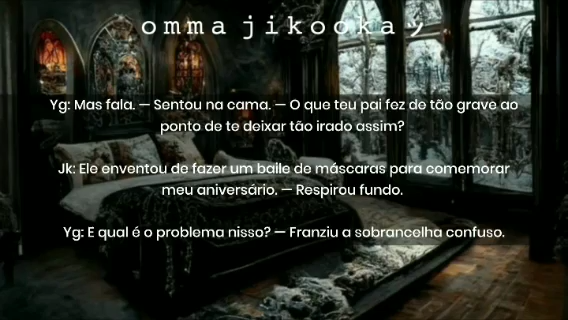 omma jikooka ツ
Yg: Mas fala. — Sentou na cama. — O que teu pai fez de tão grave ao
ponto de te deixar tão irado assim?
Jk: Ele enventou de fazer um baile de máscaras para comemorar
meu aniversário. — Respirou fundo.
Yg: E qual é o problema nisso? — Franziu a sobrancelha confuso.